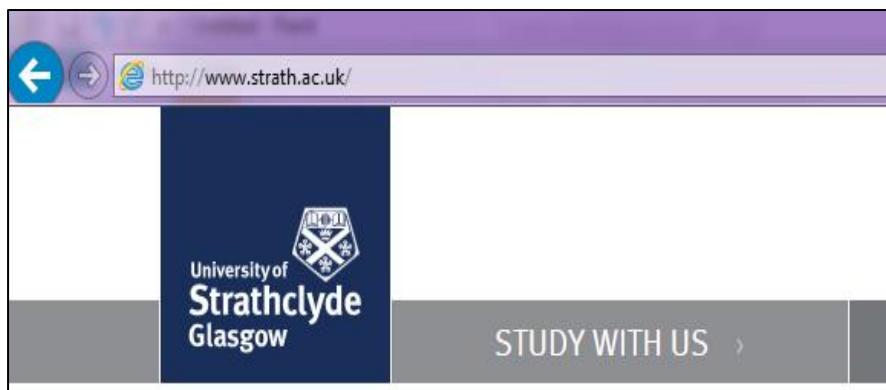 http://www.strath.ac.uk/
University of
Strathclyde
Glasgow
STUDY WITH US ›